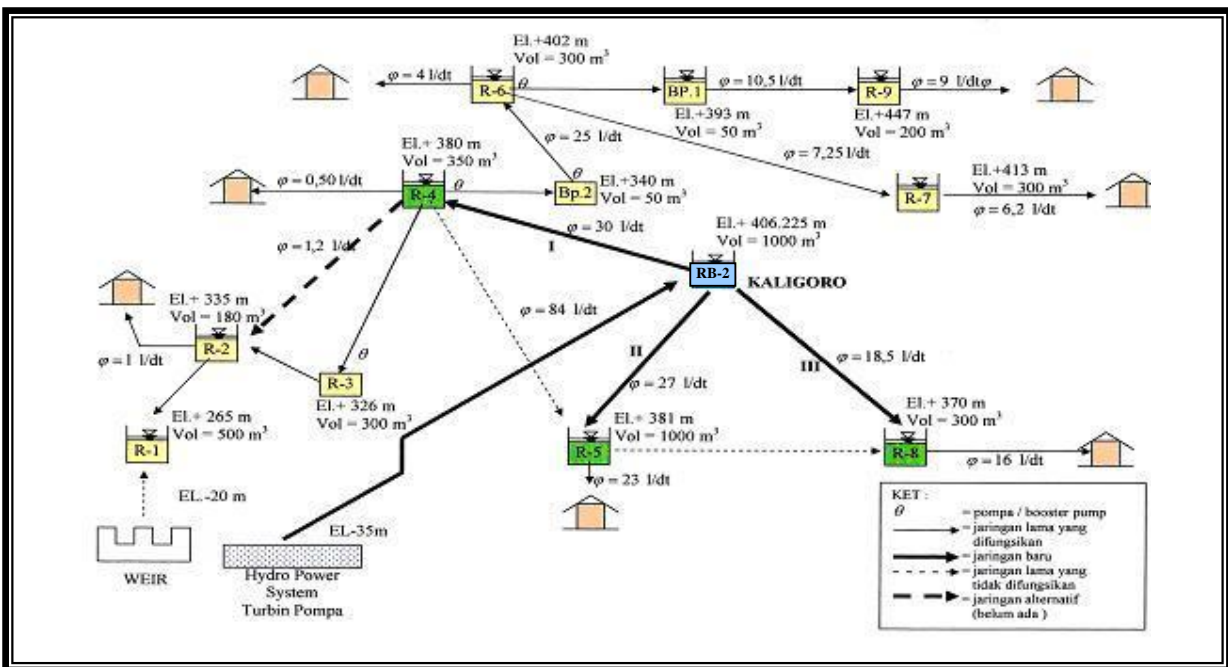 El.+402 m
Vol = 300 m³
φ = 4 l/dt
R-6
θ
BP.1
φ = 10,5 l/dt
R-9
φ = 9 l/dtφ
El.+393 m
Vol = 50 m³
El.+447 m
Vol = 200 m³
φ = 25 l/dt
El.+ 380 m
Vol = 350 m³
φ = 7,25 l/dt
φ = 0,50 l/dt
R-4
θ
θ
Bp.2
El.+340 m
Vol = 50 m³
El.+413 m
Vol = 300 m³
R-7
φ = 6,2 l/dt
El.+ 406.225 m
Vol = 1000 m³
φ = 30 l/dt
I
φ = 1,2 l/dt
RB-2
KALIGORO
El.+ 335 m
Vol = 180 m³
φ = 84 l/dt
R-2
φ = 1 l/dt
θ
II
III
φ = 18,5 l/dt
R-3
φ = 27 l/dt
El.+ 326 m
Vol = 300 m³
El.+ 265 m
Vol = 500 m³
R-1
El.+ 381 m
Vol = 1000 m³
El.+ 370 m
Vol = 300 m³
R-5
R-8
φ = 16 l/dt
φ = 23 l/dt
EL.-20 m
EL-35m
WEIR
Hydro Power
System
Turbin Pompa
KET :
θ = pompa / booster pump
= jaringan lama yang
difungsikan
= jaringan baru
= jaringan lama yang
tidak difungsikan
= jaringan alternatif
(belum ada )